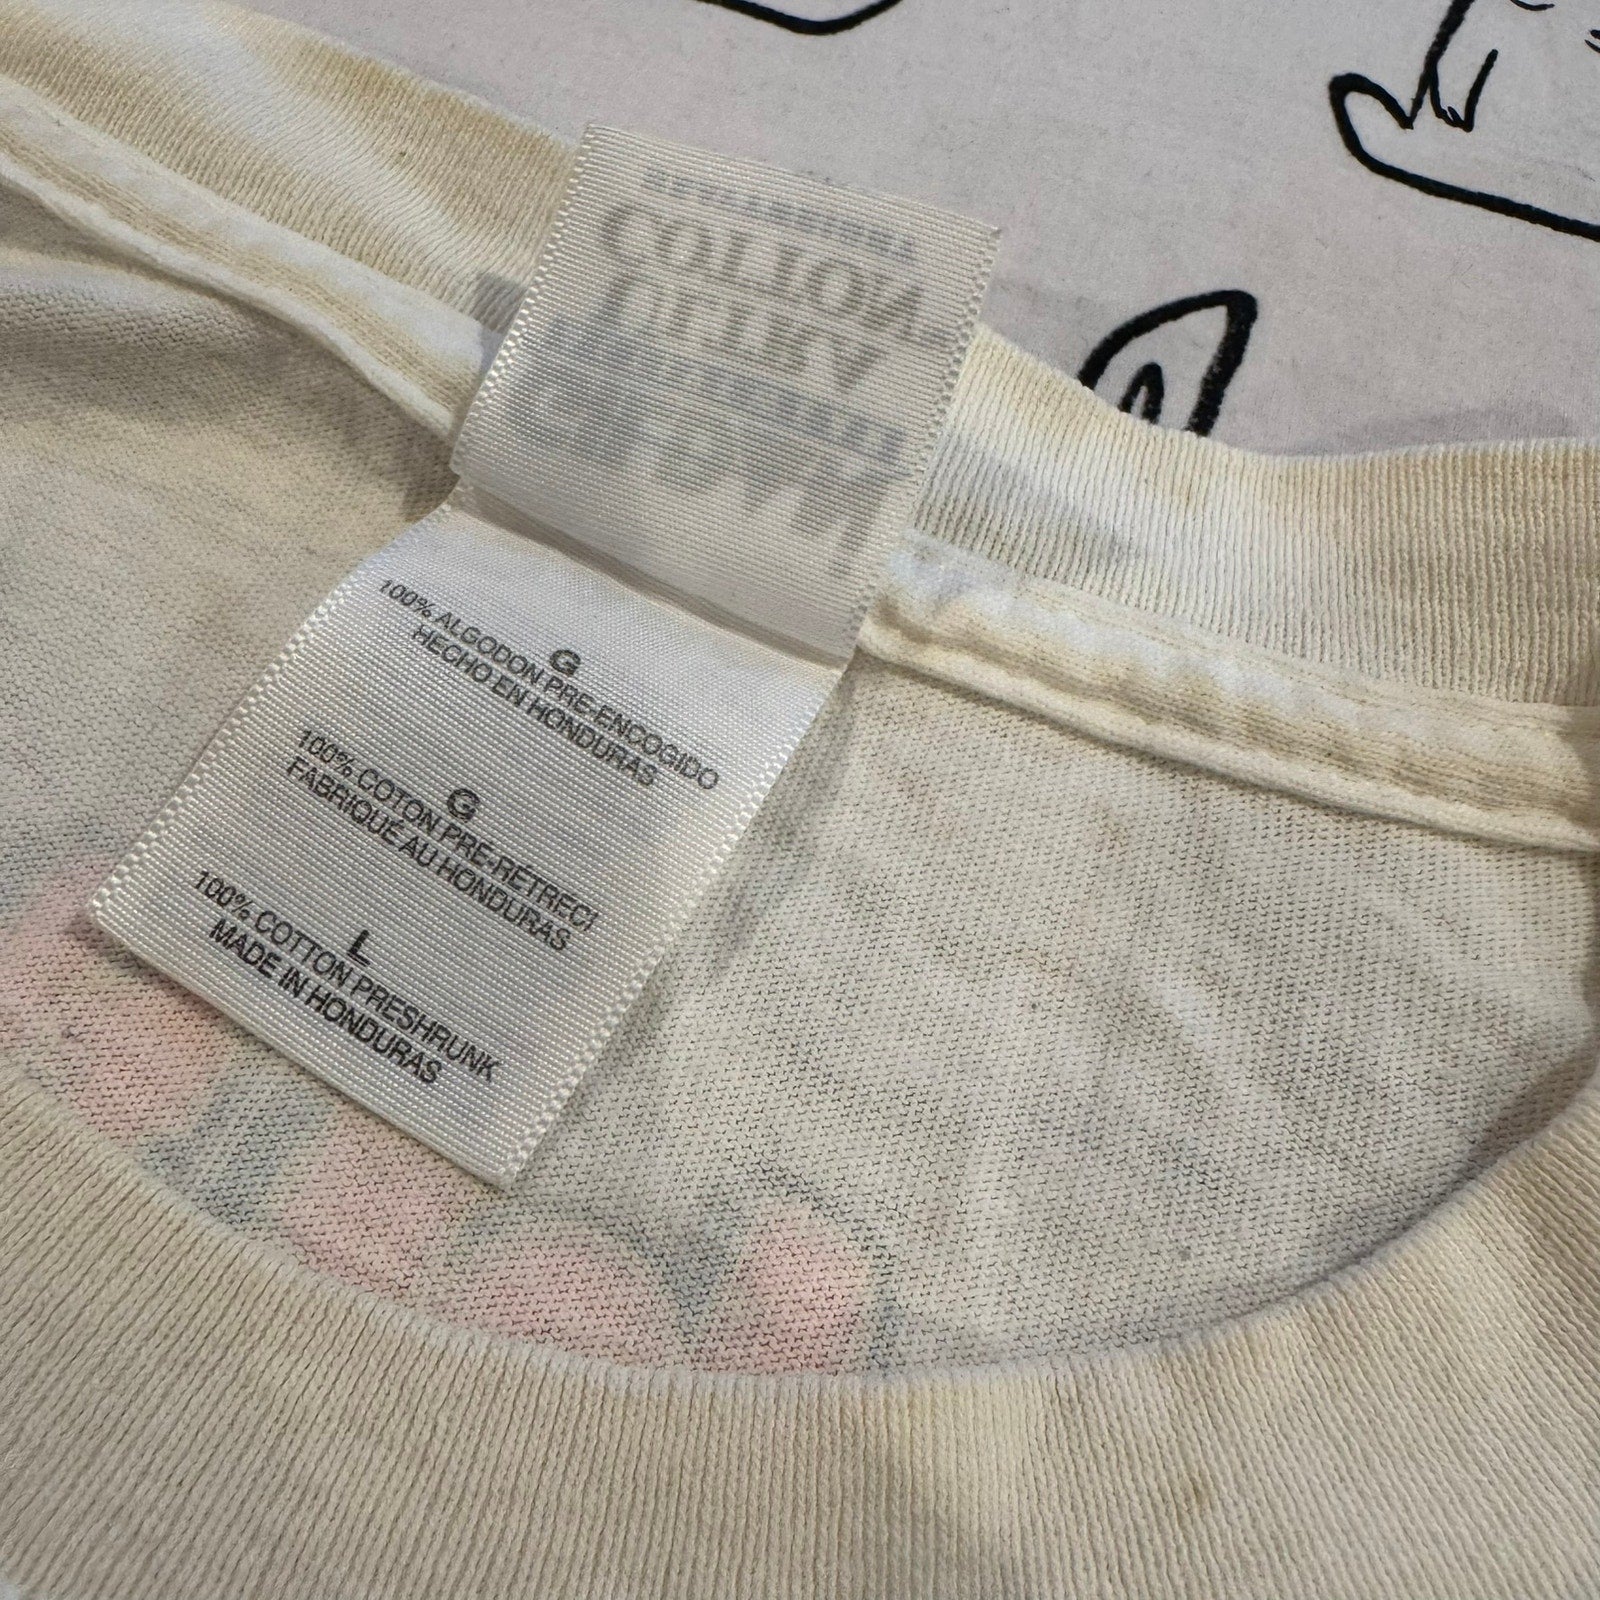 G
100% ALGODON PRE-ENCOGIDO
HECHO EN HONDURAS
G
100% COTON PRE-RÉTRECI
FABRIQUÉ AU HONDURAS
L
100% COTTON PRESHRUNK
MADE IN HONDURAS